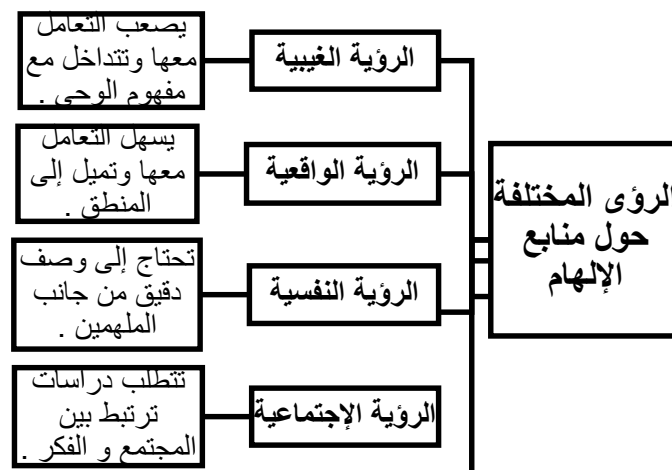 الرؤى المختلفة
حول منابع
الإلهام
الرؤية الغيبية
يصعب التعامل
معها وتتداخل مع
مفهوم الوحي .
الرؤية الواقعية
يسهل التعامل
معها وتميل إلى
المنطق .
الرؤية النفسية
تحتاج إلى وصف
دقيق من جانب
الملهمين .
الرؤية الإجتماعية
تتطلب دراسات
ترتبط بين
المجتمع و الفكر .